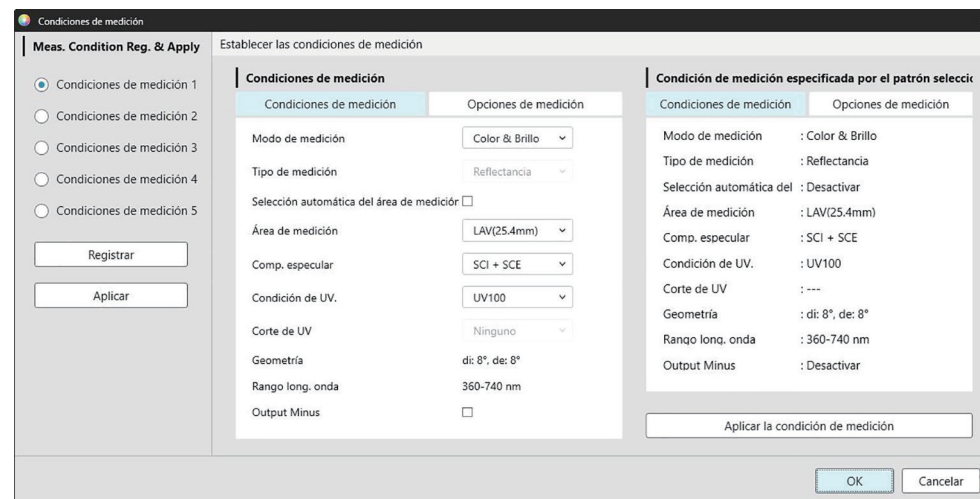 Condiciones de medición
Meas. Condition Reg. & Apply
Condiciones de medición 1
Condiciones de medición 2
Condiciones de medición 3
Condiciones de medición 4
Condiciones de medición 5
Registrar
Aplicar
Establecer las condiciones de medición
Condiciones de medición
Condiciones de medición Opciones de medición
Modo de medición Color & Brillo
Tipo de medición Reflectancia
Selección automática del área de medición
Área de medición LAV(25.4mm)
Comp. especular SCI + SCE
Condición de UV. UV100
Corte de UV Ninguno
Geometría di: 8°, de: 8°
Rango long. onda 360-740 nm
Output Minus
Condición de medición especificada por el patrón selecci
Condiciones de medición Opciones de medición
Modo de medición : Color & Brillo
Tipo de medición : Reflectancia
Selección automática del : Desactivar
Área de medición : LAV(25.4mm)
Comp. especular : SCI + SCE
Condición de UV. : UV100
Corte de UV : ---
Geometría : di: 8°, de: 8°
Rango long. onda : 360-740 nm
Output Minus : Desactivar
Aplicar la condición de medición
OK Cancelar